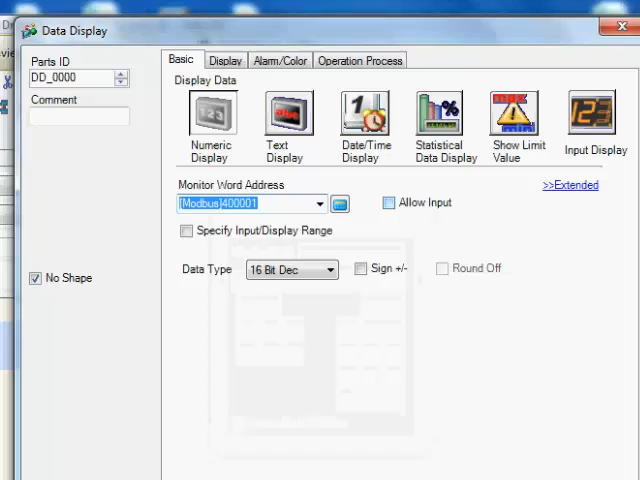 Data Display
Parts ID
DD_0000
Comment
No Shape
Basic
Display
Alarm/Color
Operation Process
Display Data
Numeric
Display
Text
Display
Date/Time
Display
Statistical
Data Display
Show Limit
Value
Input Display
Monitor Word Address
>>Extended
[Modbus]400001
Allow Input
Specify Input/Display Range
Data Type
16 Bit Dec
Sign +/-
Round Off